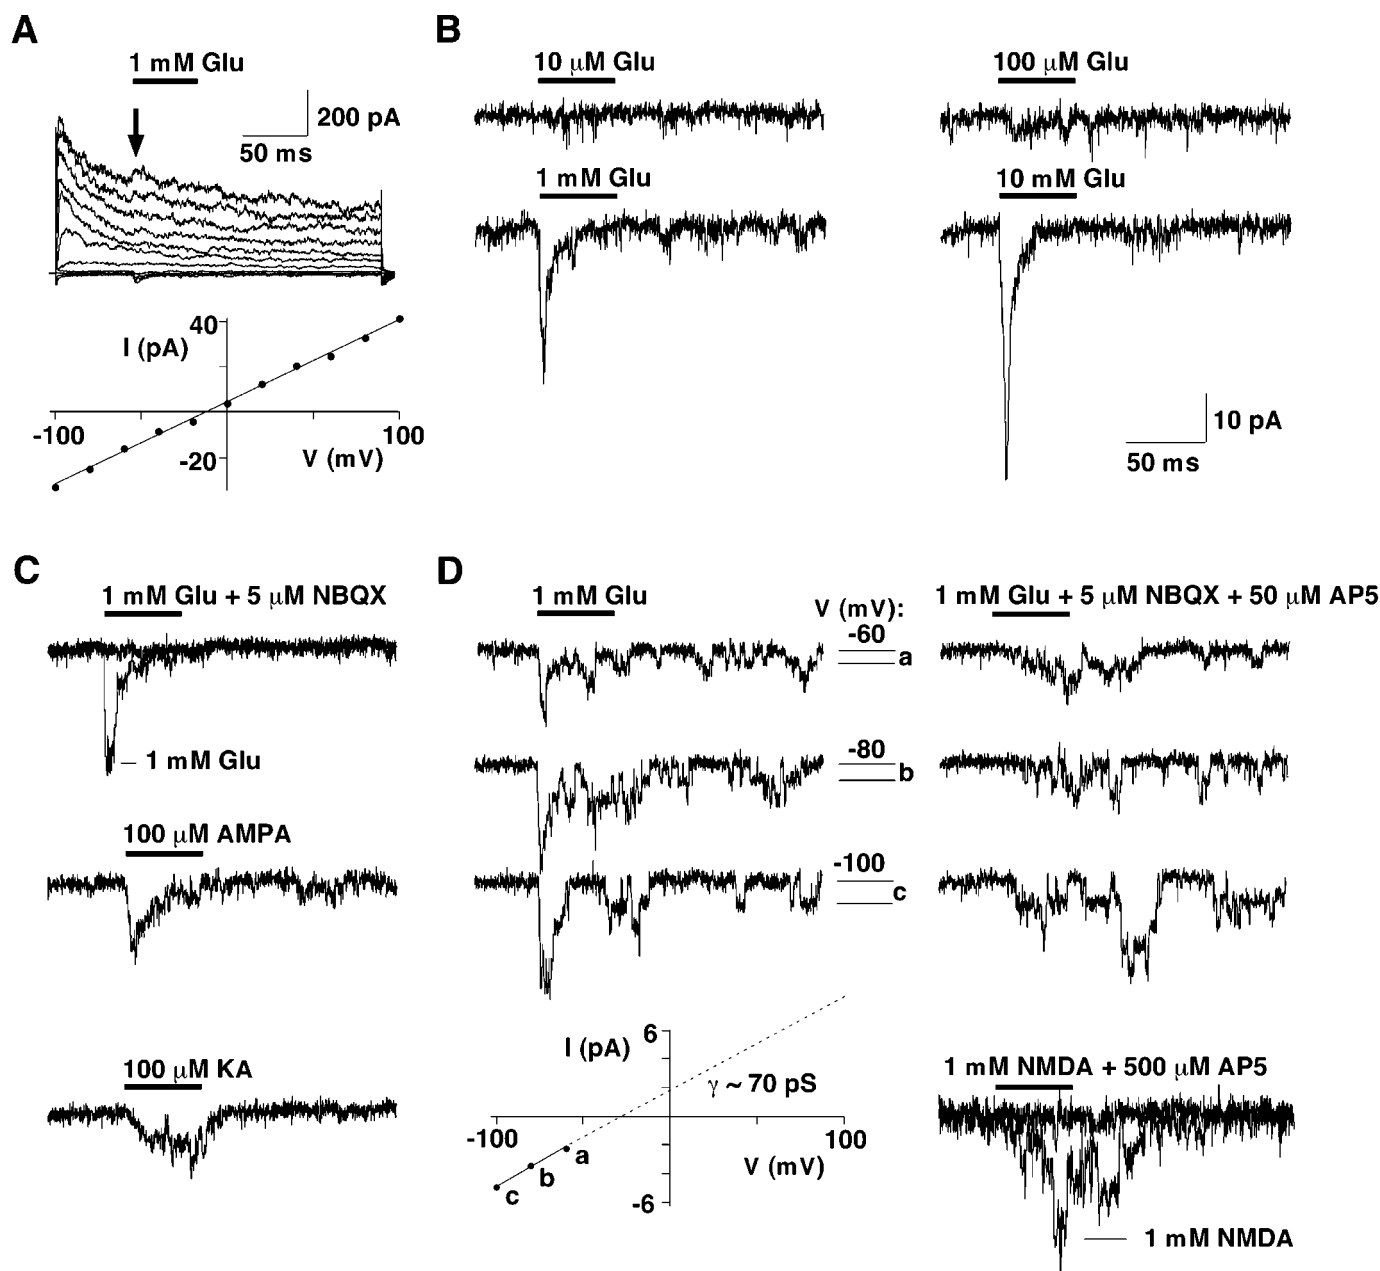 A
1 mM Glu
200 pA
50 ms
40
I (pA)
-100
100
-20
V (mV)
B
10 μM Glu
100 μM Glu
1 mM Glu
10 mM Glu
10 pA
50 ms
C
1 mM Glu + 5 μM NBQX
1 mM Glu
100 μM AMPA
100 μM KA
D
1 mM Glu
V (mV):
1 mM Glu + 5 μM NBQX + 50 μM AP5
-60
a
-80
b
-100
c
6
I (pA)
γ ~ 70 pS
-100
100
a
b
c
V (mV)
-6
1 mM NMDA + 500 μM AP5
1 mM NMDA